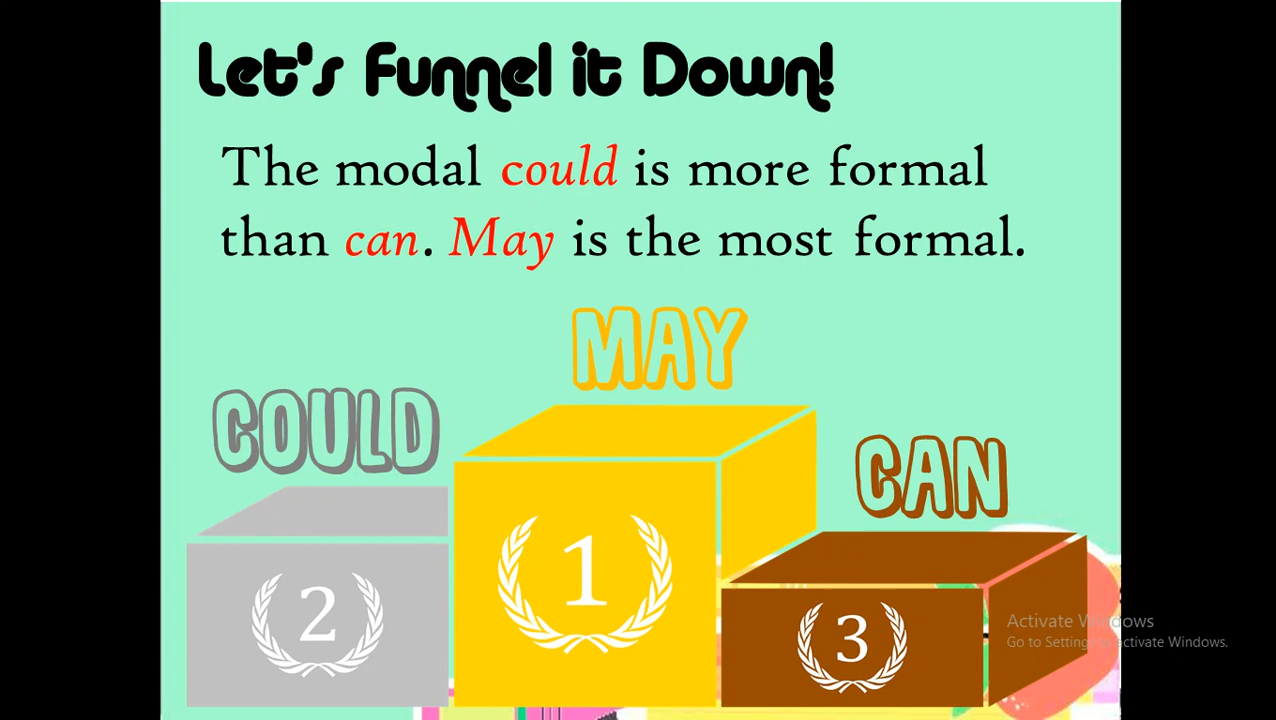 Let's Funnel it Down!
The modal could is more formal
than can. May is the most formal.
MAY
COULD
CAN
1
2
3
Activate Windows
Go to Settings to activate Windows.